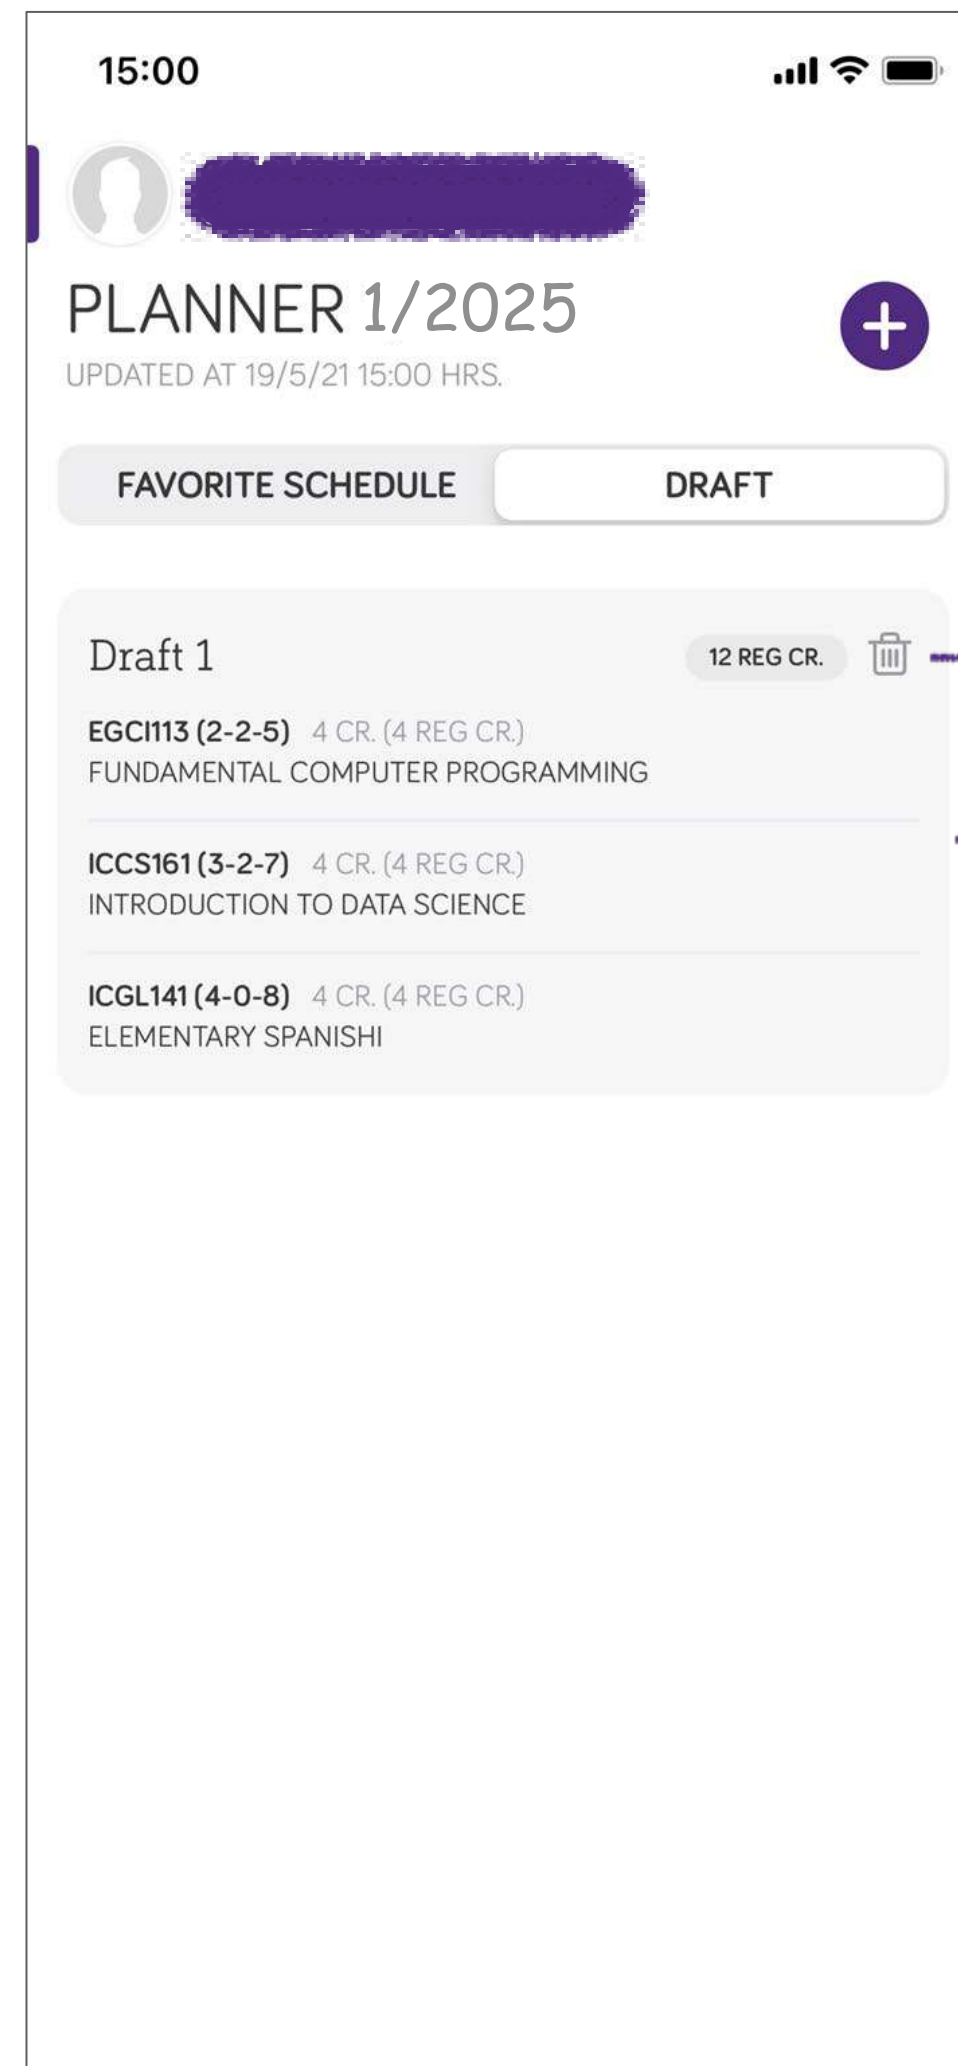 15:00
PLANNER 1/2025
UPDATED AT 19/5/21 15:00 HRS.
FAVORITE SCHEDULE DRAFT
Draft 1 12 REG CR.
EGCI113 (2-2-5) 4 CR. (4 REG CR.)
FUNDAMENTAL COMPUTER PROGRAMMING
ICCS161 (3-2-7) 4 CR. (4 REG CR.)
INTRODUCTION TO DATA SCIENCE
ICGL141 (4-0-8) 4 CR. (4 REG CR.)
ELEMENTARY SPANISHI